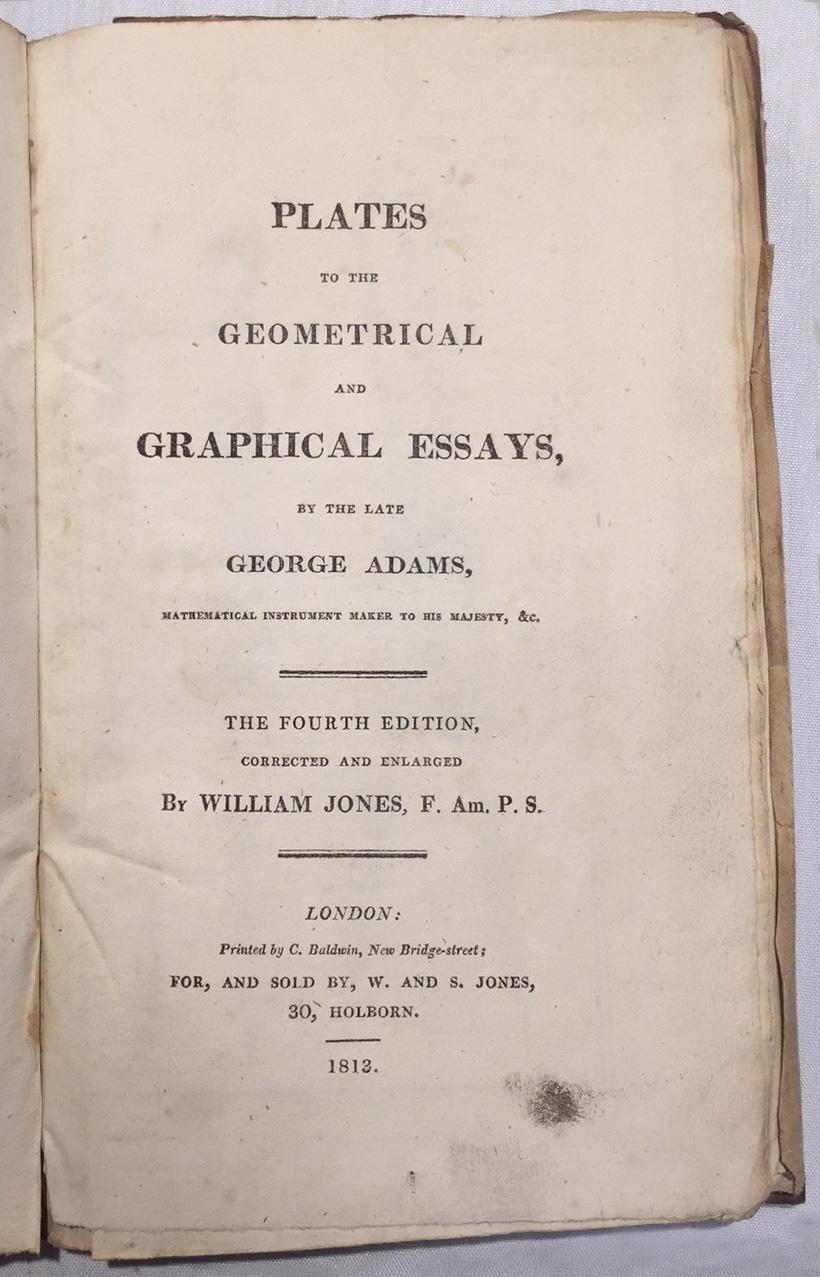 PLATES
TO THE
GEOMETRICAL
AND
GRAPHICAL ESSAYS,
BY THE LATE
GEORGE ADAMS,
MATHEMATICAL INSTRUMENT MAKER TO HIS MAJESTY, &c.
THE FOURTH EDITION,
CORRECTED AND ENLARGED
By WILLIAM JONES, F. Am. P. S.
LONDON:
Printed by C. Baldwin, New Bridge-street;
FOR, AND SOLD BY, W. AND S. JONES,
30, HOLBORN.
1813.